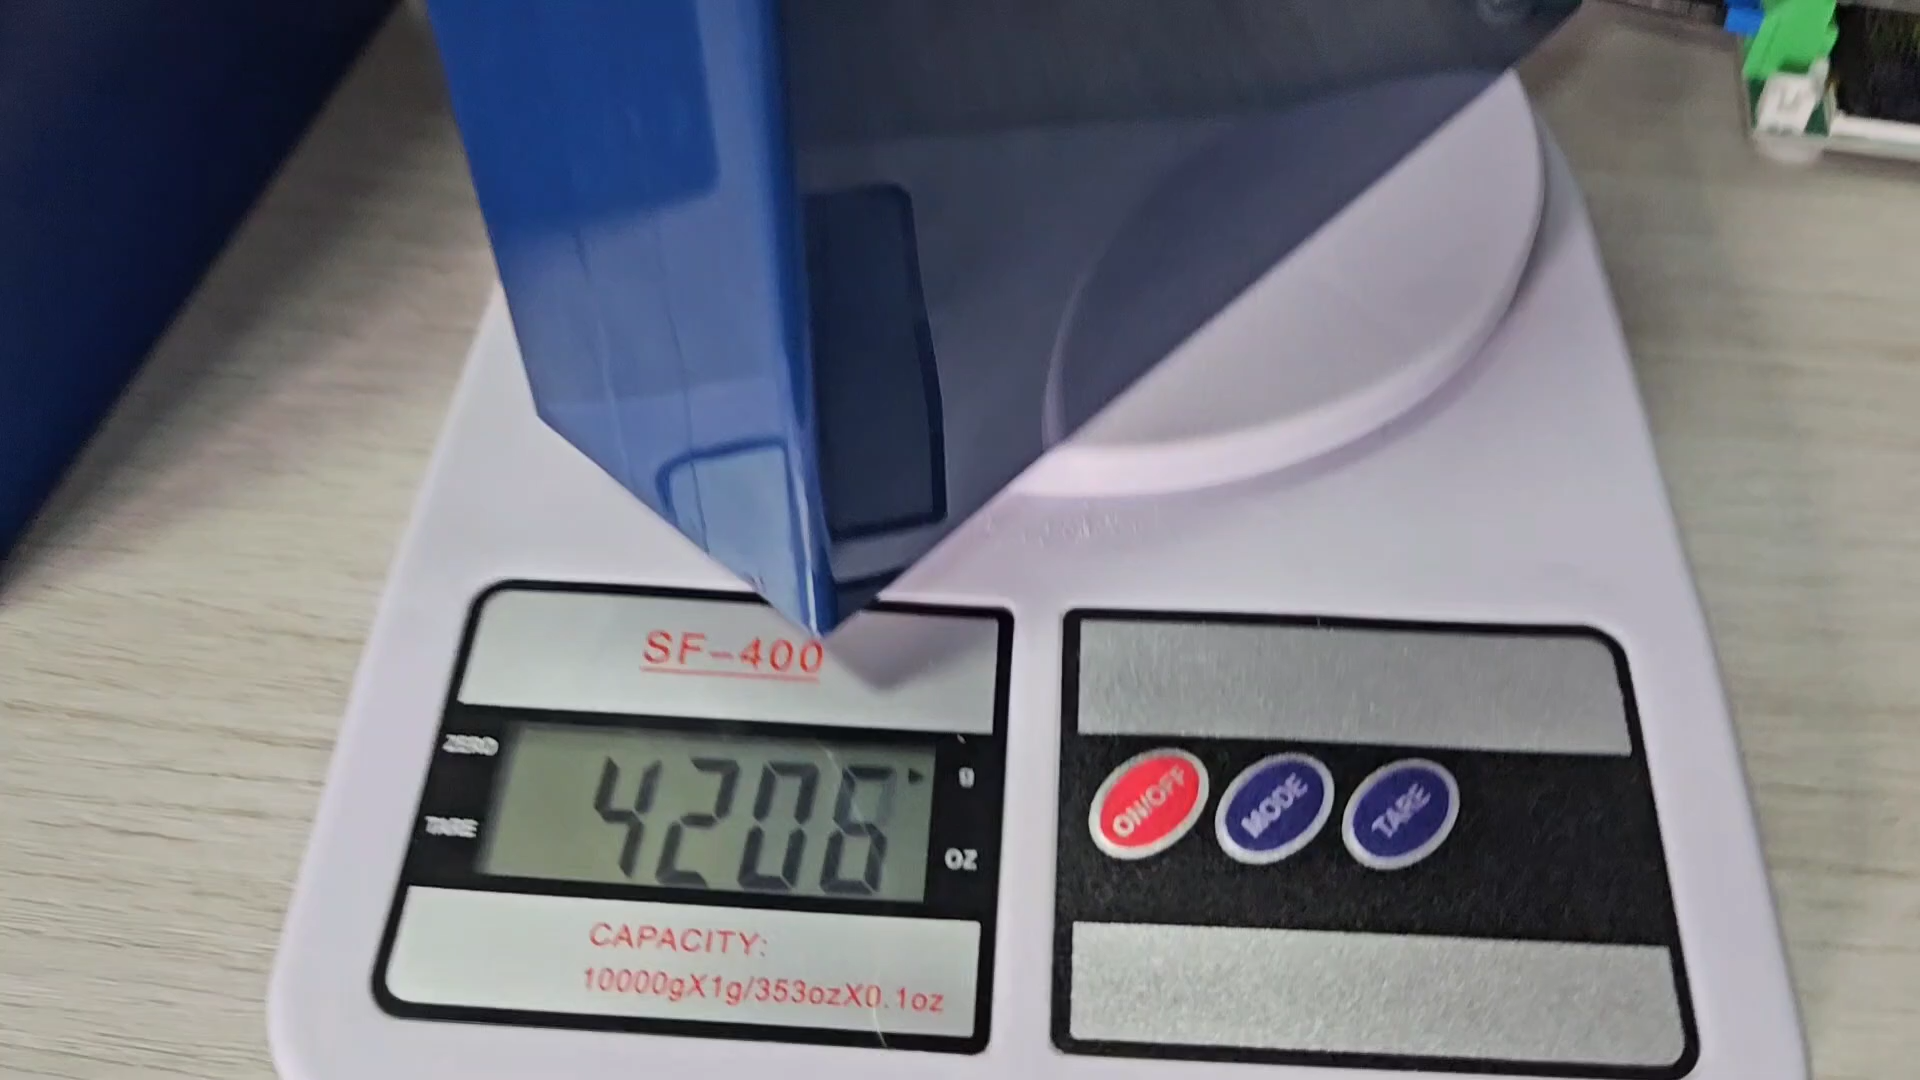 SF-400
ZERO
g
4206
TARE
OZ
ON/OFF
MODE
TARE
CAPACITY:
10000gX1g/353ozX0.1oz